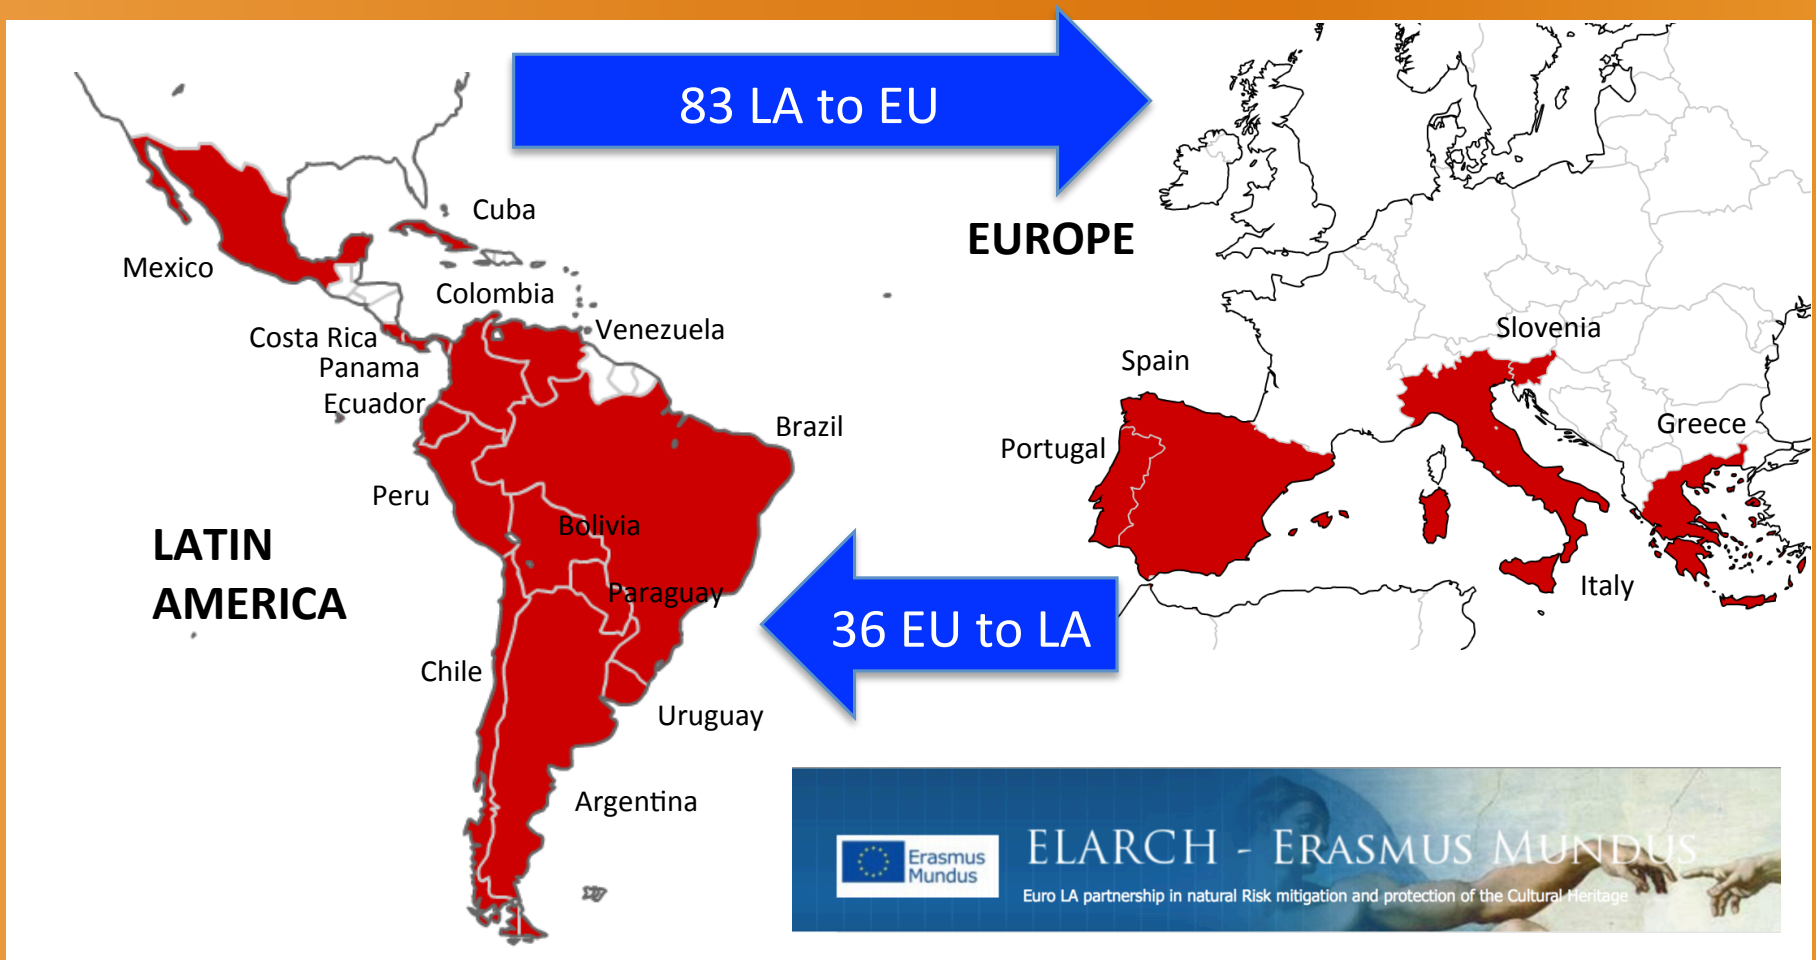 83 LA to EU
Cuba
EUROPE
Mexico
Colombia
Venezuela
Costa Rica
Panama
Ecuador
Slovenia
Spain
Greece
Brazil
Portugal
Peru
Bolivia
LATIN
AMERICA
Paraguay
Italy
36 EU to LA
Chile
Uruguay
Argentina
Erasmus
Mundus
ELARCH - ERASMUS MUNDUS
Euro LA partnership in natural Risk mitigation and protection of the Cultural Heritage